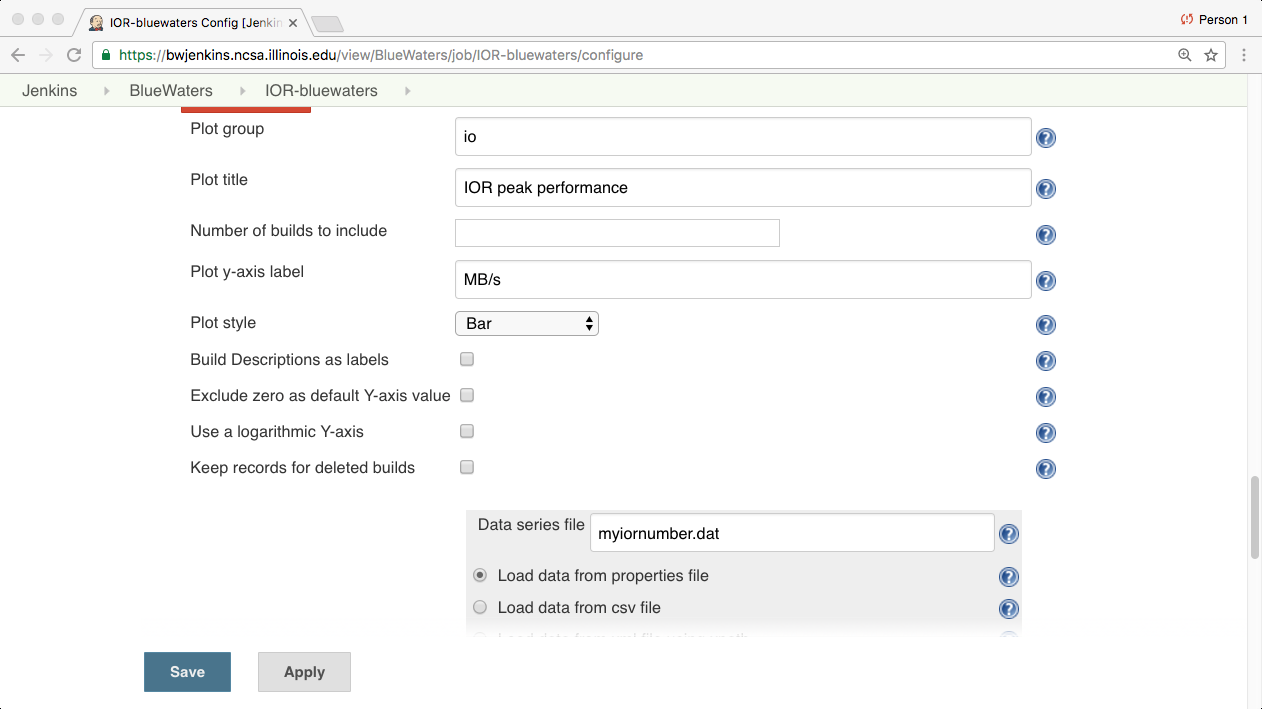 IOR-bluewaters Config [Jenkin
Person 1
https://bwjenkins.ncsa.illinois.edu/view/BlueWaters/job/IOR-bluewaters/configure
Jenkins BlueWaters IOR-bluewaters
Plot group io
Plot title IOR peak performance
Number of builds to include
Plot y-axis label MB/s
Plot style Bar
Build Descriptions as labels
Exclude zero as default Y-axis value
Use a logarithmic Y-axis
Keep records for deleted builds
Data series file myiornumber.dat
Load data from properties file
Load data from csv file
Save Apply